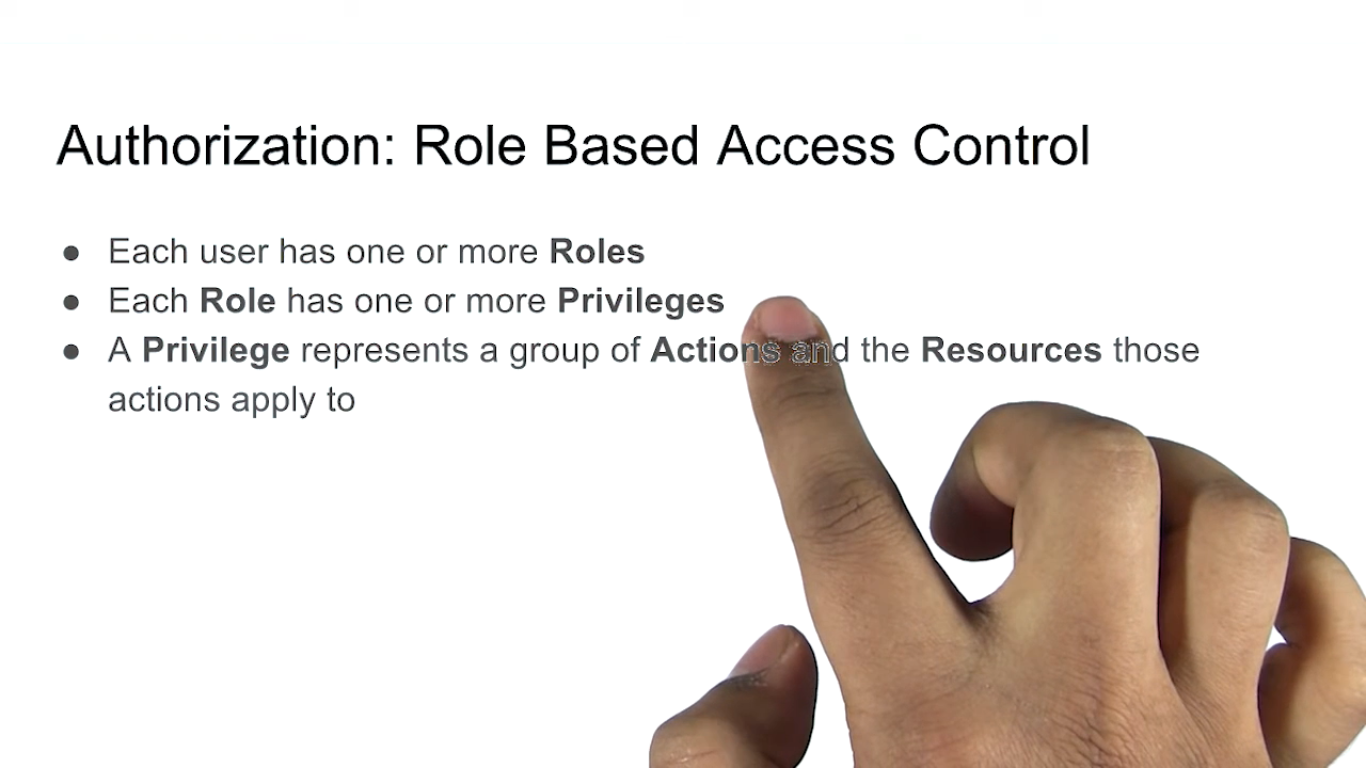 Authorization: Role Based Access Control
● Each user has one or more Roles
● Each Role has one or more Privileges
● A Privilege represents a group of Actions and the Resources those
actions apply to